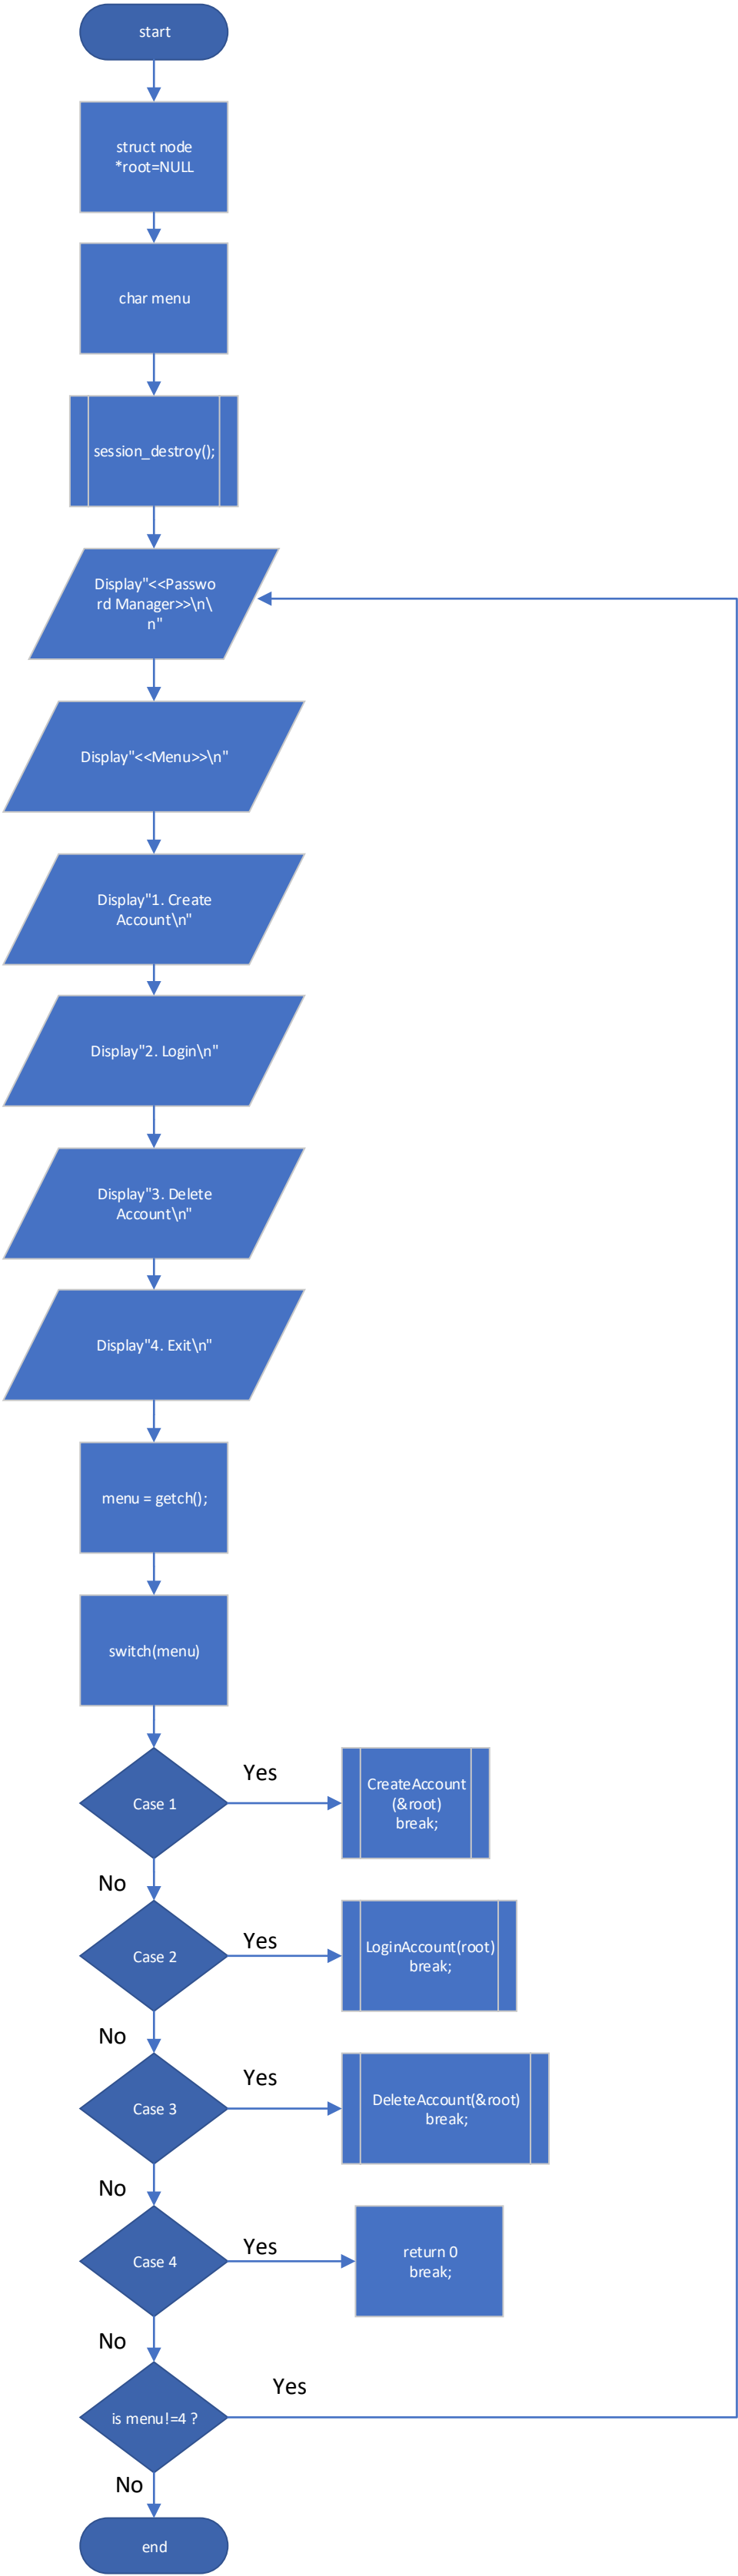 start
struct node
*root=NULL
char menu
session_destroy();
Display"<<Passwo
rd Manager>>\n\
n"
Display"<<Menu>>\n"
Display"1. Create
Account\n"
Display"2. Login\n"
Display"3. Delete
Account\n"
Display"4. Exit\n"
menu = getch();
switch(menu)
Case 1
Yes
CreateAccount
(&root)
break;
No
Case 2
Yes
LoginAccount(root)
break;
No
Case 3
Yes
DeleteAccount(&root)
break;
No
Case 4
Yes
return 0
break;
No
is menu!=4 ?
Yes
No
end